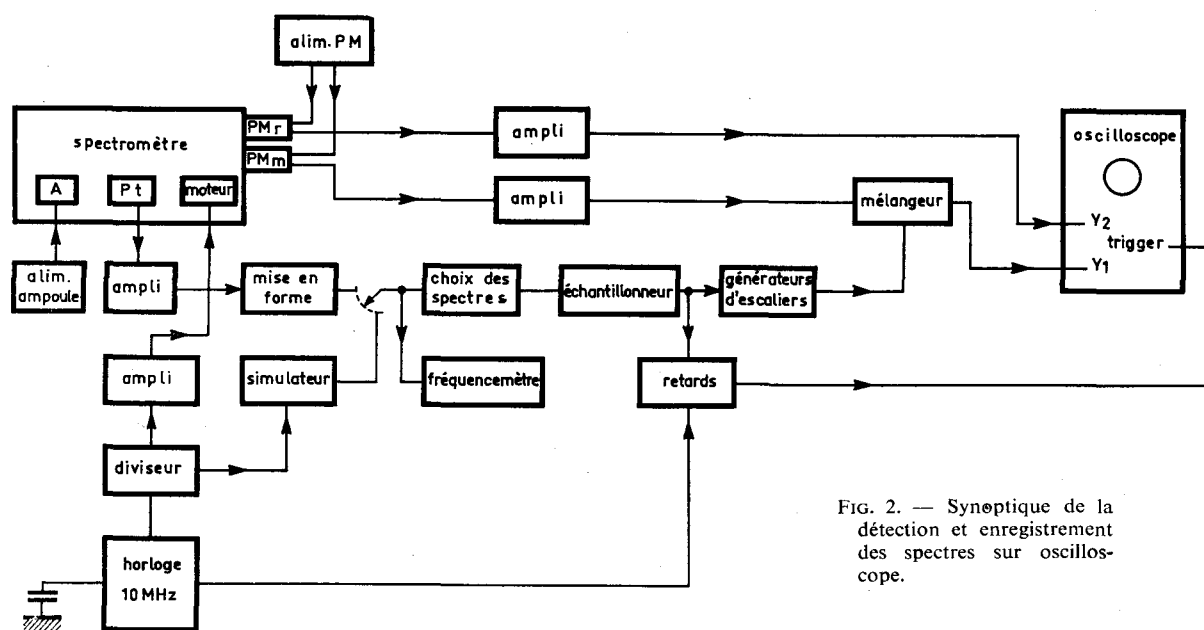 alim. PM
spectromètre
PMr
PMm
A
Pt
moteur
ampli
ampli
oscilloscope
Y2
trigger
Y1
mélangeur
alim.
ampoule
ampli
mise en
forme
choix des
spectres
échantillonneur
générateurs
d'escaliers
ampli
simulateur
fréquencemètre
retards
diviseur
horloge
10 MHz
FIG. 2. — Synoptique de la
détection et enregistrement
des spectres sur oscillos-
cope.